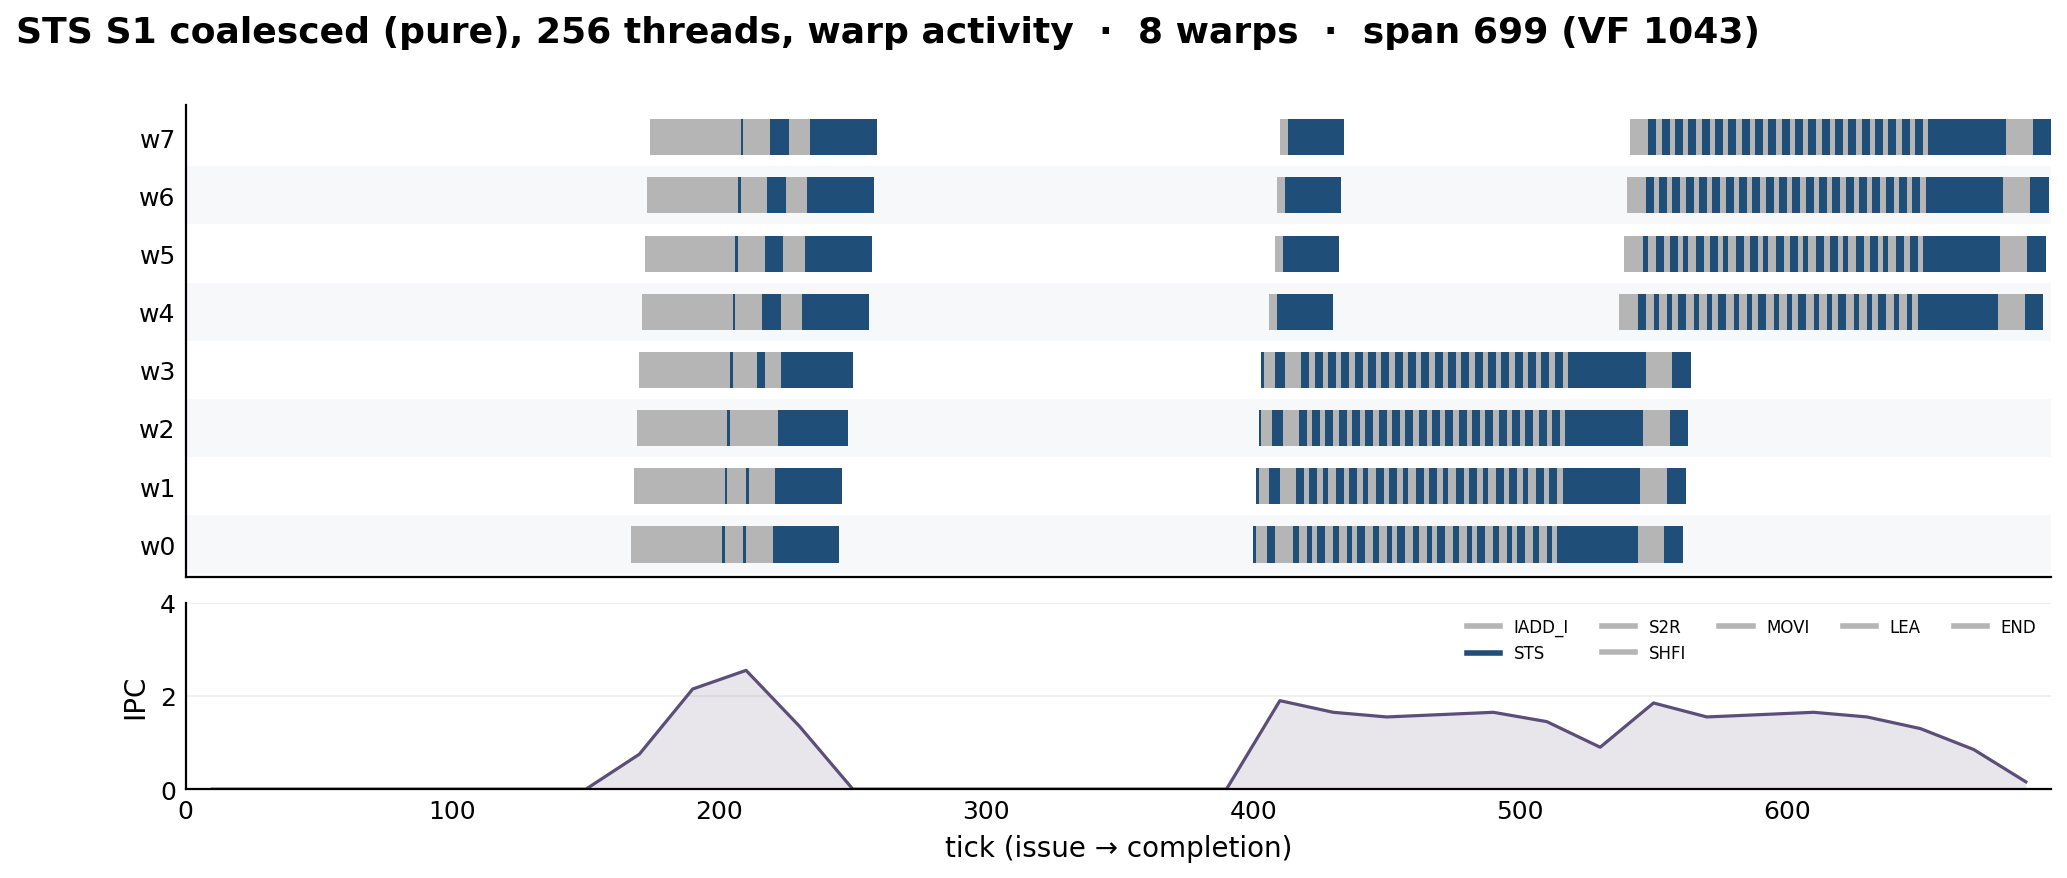 STS S1 coalesced (pure), 256 threads, warp activity · 8 warps · span 699 (VF 1043)
w7
w6
w5
w4
w3
w2
w1
w0
4
2
0
IPC
IADD_I S2R MOVI LEA END
STS SHFI
0 100 200 300 400 500 600
tick (issue → completion)